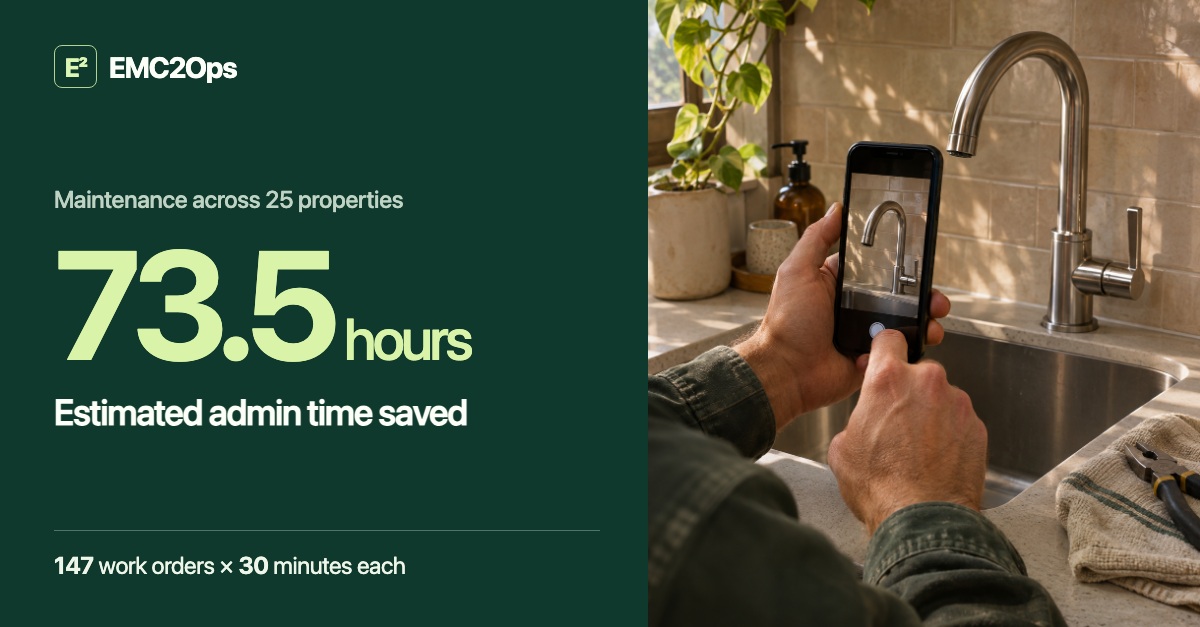 E² EMC2Ops
Maintenance across 25 properties
73.5 hours
Estimated admin time saved
147 work orders × 30 minutes each